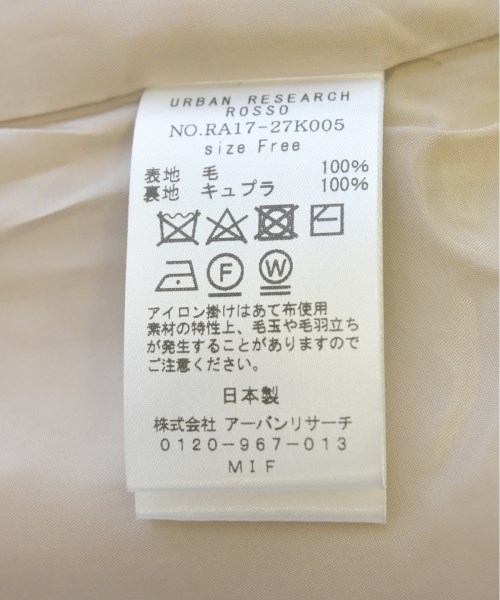 URBAN RESEARCH
ROSSO
NO.RA17-27K005
size Free
表地 毛 100%
裏地 キュプラ 100%
F W
アイロン掛けはあて布使用
素材の特性上、毛玉や毛羽立ち
が発生することがありますので
ご注意ください。
日本製
株式会社 アーバンリサーチ
0120-967-013
MIF